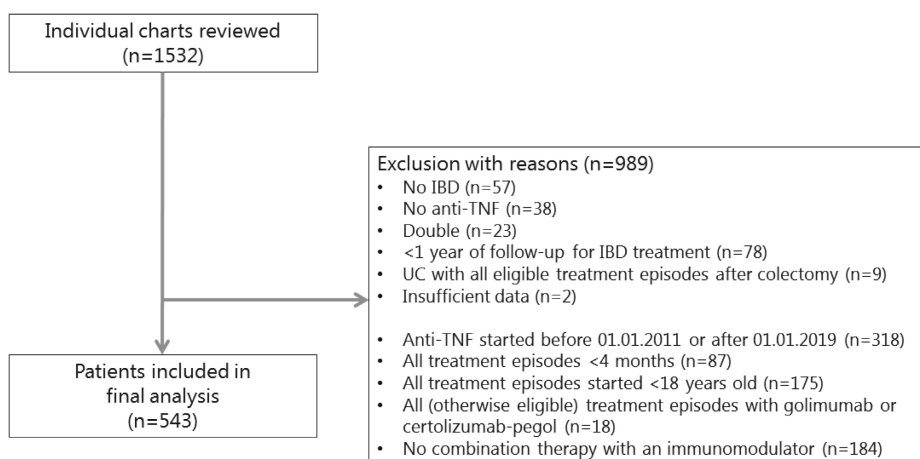 Individual charts reviewed
(n=1532)
Exclusion with reasons (n=989)
• No IBD (n=57)
• No anti-TNF (n=38)
• Double (n=23)
• <1 year of follow-up for IBD treatment (n=78)
• UC with all eligible treatment episodes after colectomy (n=9)
• Insufficient data (n=2)
• Anti-TNF started before 01.01.2011 or after 01.01.2019 (n=318)
• All treatment episodes <4 months (n=87)
• All treatment episodes started <18 years old (n=175)
• All (otherwise eligible) treatment episodes with golimumab or
certolizumab-pegol (n=18)
• No combination therapy with an immunomodulator (n=184)
Patients included in
final analysis
(n=543)